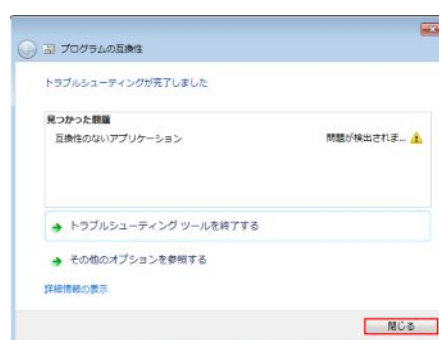 プログラムの互換性
トラブルシューティングが完了しました
見つかった問題
互換性のないアプリケーション 問題が検出されま...
トラブルシューティング ツールを終了する
その他のオプションを参照する
詳細情報の表示
閉じる